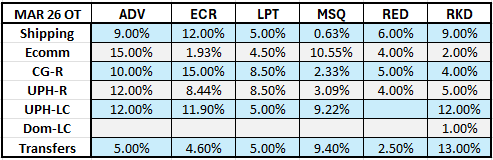 MAR 26 OT ADV ECR LPT MSQ RED RKD
Shipping 9.00% 12.00% 5.00% 0.63% 6.00% 9.00%
Ecomm 15.00% 1.93% 4.50% 10.55% 4.00% 2.00%
CG-R 10.00% 15.00% 8.50% 2.33% 5.00% 4.00%
UPH-R 12.00% 8.44% 8.50% 3.09% 4.00% 5.00%
UPH-LC 12.00% 11.90% 5.00% 9.22% 12.00%
Dom-LC 1.00%
Transfers 5.00% 4.60% 5.00% 9.40% 2.50% 13.00%